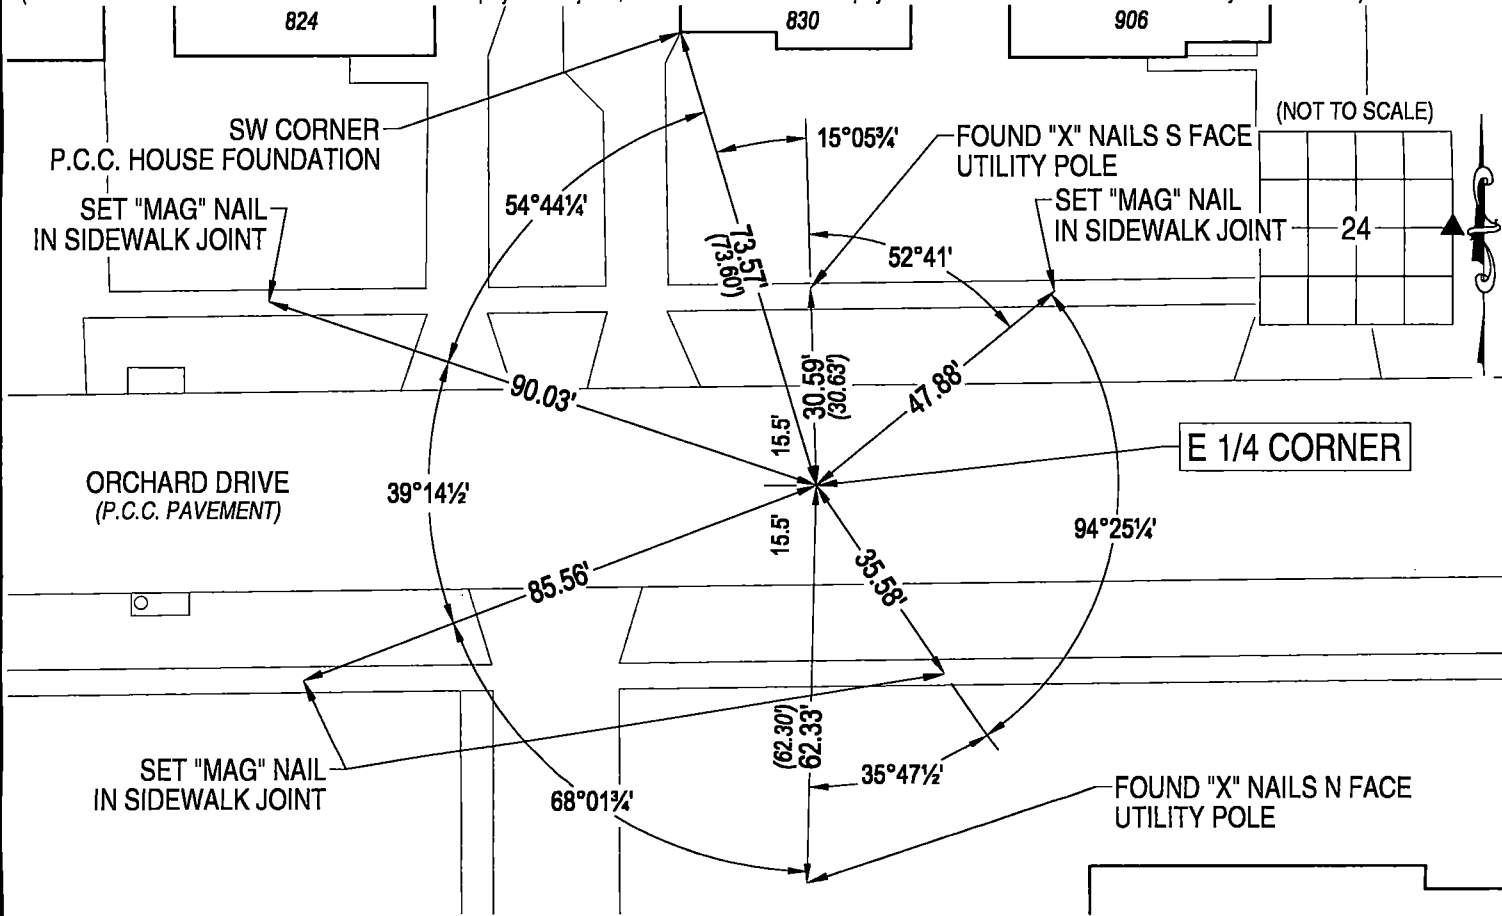 824
830
906
(NOT TO SCALE)
SW CORNER
P.C.C. HOUSE FOUNDATION
15°05¾'
FOUND "X" NAILS S FACE
UTILITY POLE
SET "MAG" NAIL
IN SIDEWALK JOINT
54°44¼'
SET "MAG" NAIL
IN SIDEWALK JOINT
24
73.57'
(73.60')
52°41'
90.03'
30.59'
(30.63')
47.88'
15.5'
E 1/4 CORNER
ORCHARD DRIVE
(P.C.C. PAVEMENT)
39°14½'
15.5'
94°25¼'
85.56'
35.58'
(62.30')
62.33'
SET "MAG" NAIL
IN SIDEWALK JOINT
68°01¾'
35°47½'
FOUND "X" NAILS N FACE
UTILITY POLE